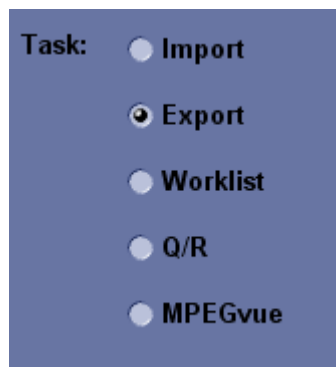 Task: Import
Export
Worklist
Q/R
MPEGvue